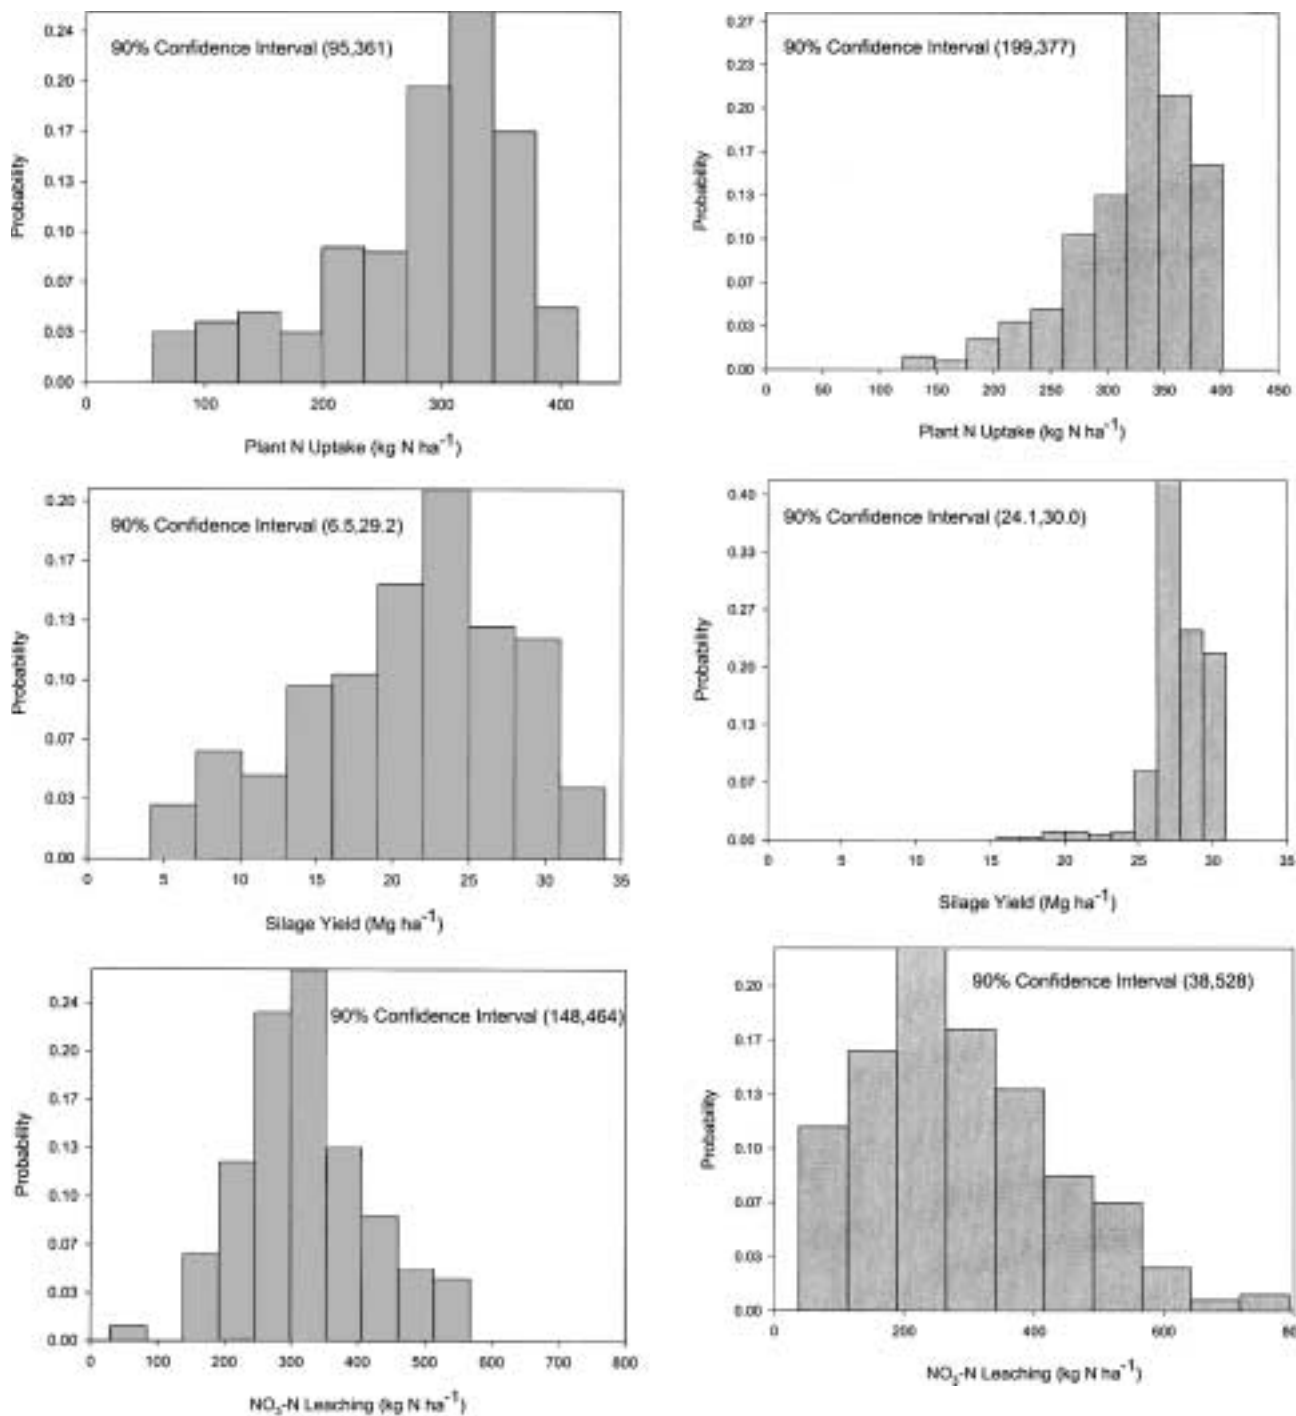 90% Confidence Interval (95,361)
0.24
0.20
0.17
0.13
0.10
0.07
0.03
0.00
Probability
0 100 200 300 400
Plant N Uptake (kg N ha⁻¹)
90% Confidence Interval (199,377)
0.27
0.23
0.20
0.17
0.13
0.10
0.07
0.03
0.00
Probability
0 50 100 150 200 250 300 350 400 450
Plant N Uptake (kg N ha⁻¹)
90% Confidence Interval (6.5,29.2)
0.20
0.17
0.13
0.10
0.07
0.03
0.00
Probability
0 5 10 15 20 25 30 35
Silage Yield (Mg ha⁻¹)
90% Confidence Interval (24.1,30.0)
0.40
0.33
0.27
0.20
0.13
0.07
0.00
Probability
0 5 10 15 20 25 30 35
Silage Yield (Mg ha⁻¹)
90% Confidence Interval (148,464)
0.24
0.20
0.17
0.13
0.10
0.07
0.03
0.00
Probability
0 100 200 300 400 500 600 700 800
NO₃-N Leaching (kg N ha⁻¹)
90% Confidence Interval (38,528)
0.20
0.17
0.13
0.10
0.07
0.03
0.00
Probability
0 200 400 600 80
NO₃-N Leaching (kg N ha⁻¹)